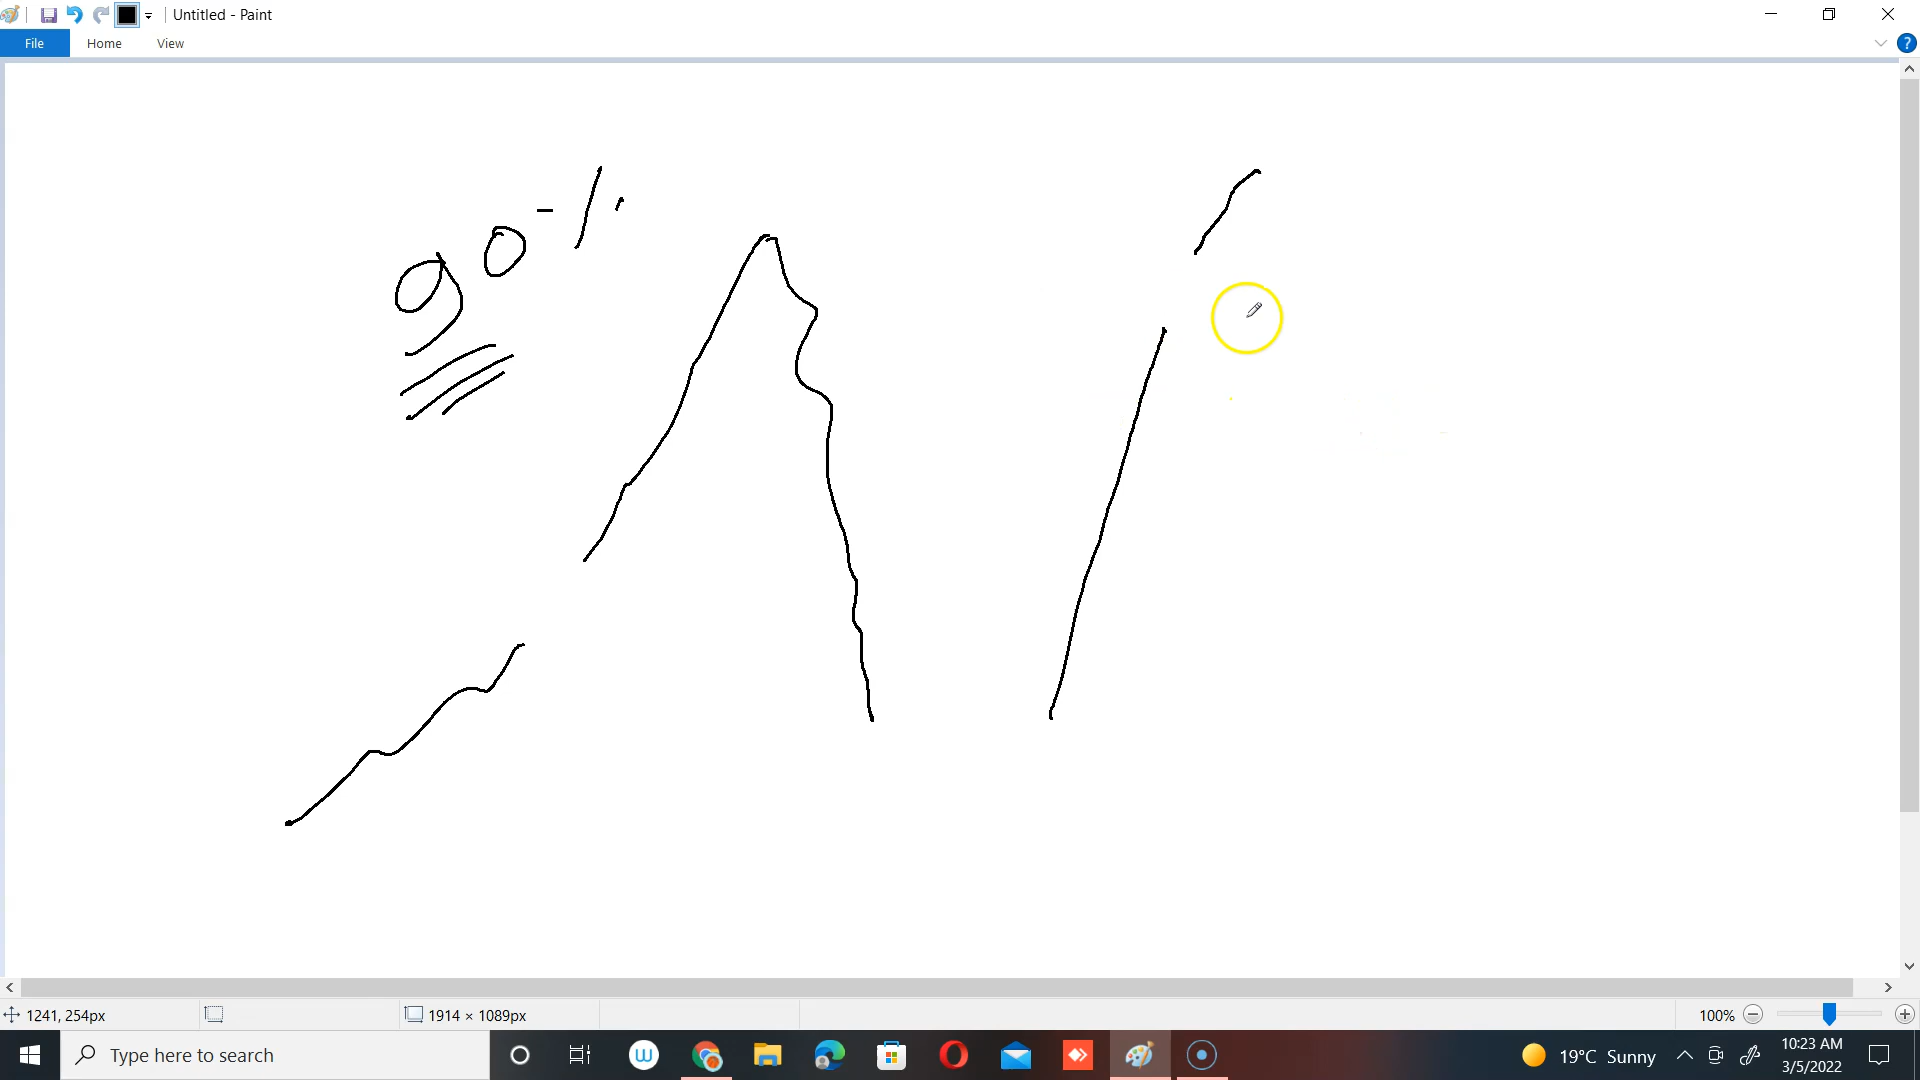 Untitled - Paint
File Home View
90%
1241, 254px
1914 × 1089px
100%
Type here to search
19°C Sunny
10:23 AM
3/5/2022